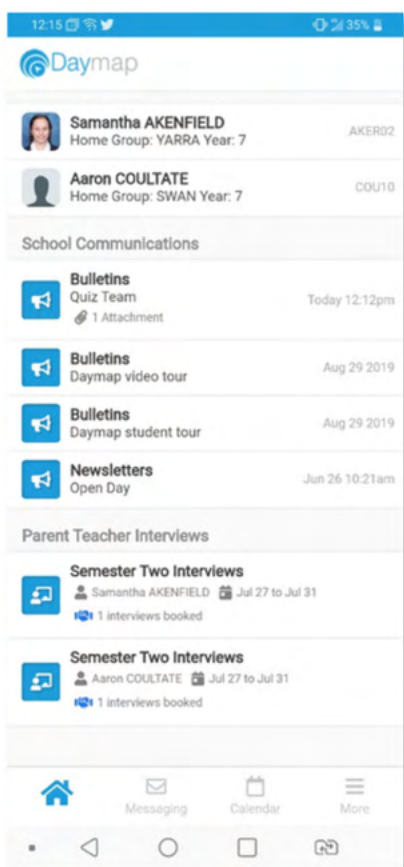 12:15 35%
Daymap
Samantha AKENFIELD
Home Group: YARRA Year: 7
AKER02
Aaron COULTATE
Home Group: SWAN Year: 7
COU10
School Communications
Bulletins
Quiz Team
1 Attachment
Today 12:12pm
Bulletins
Daymap video tour
Aug 29 2019
Bulletins
Daymap student tour
Aug 29 2019
Newsletters
Open Day
Jun 26 10:21am
Parent Teacher Interviews
Semester Two Interviews
Samantha AKENFIELD Jul 27 to Jul 31
1 interviews booked
Semester Two Interviews
Aaron COULTATE Jul 27 to Jul 31
1 interviews booked
Messaging Calendar More